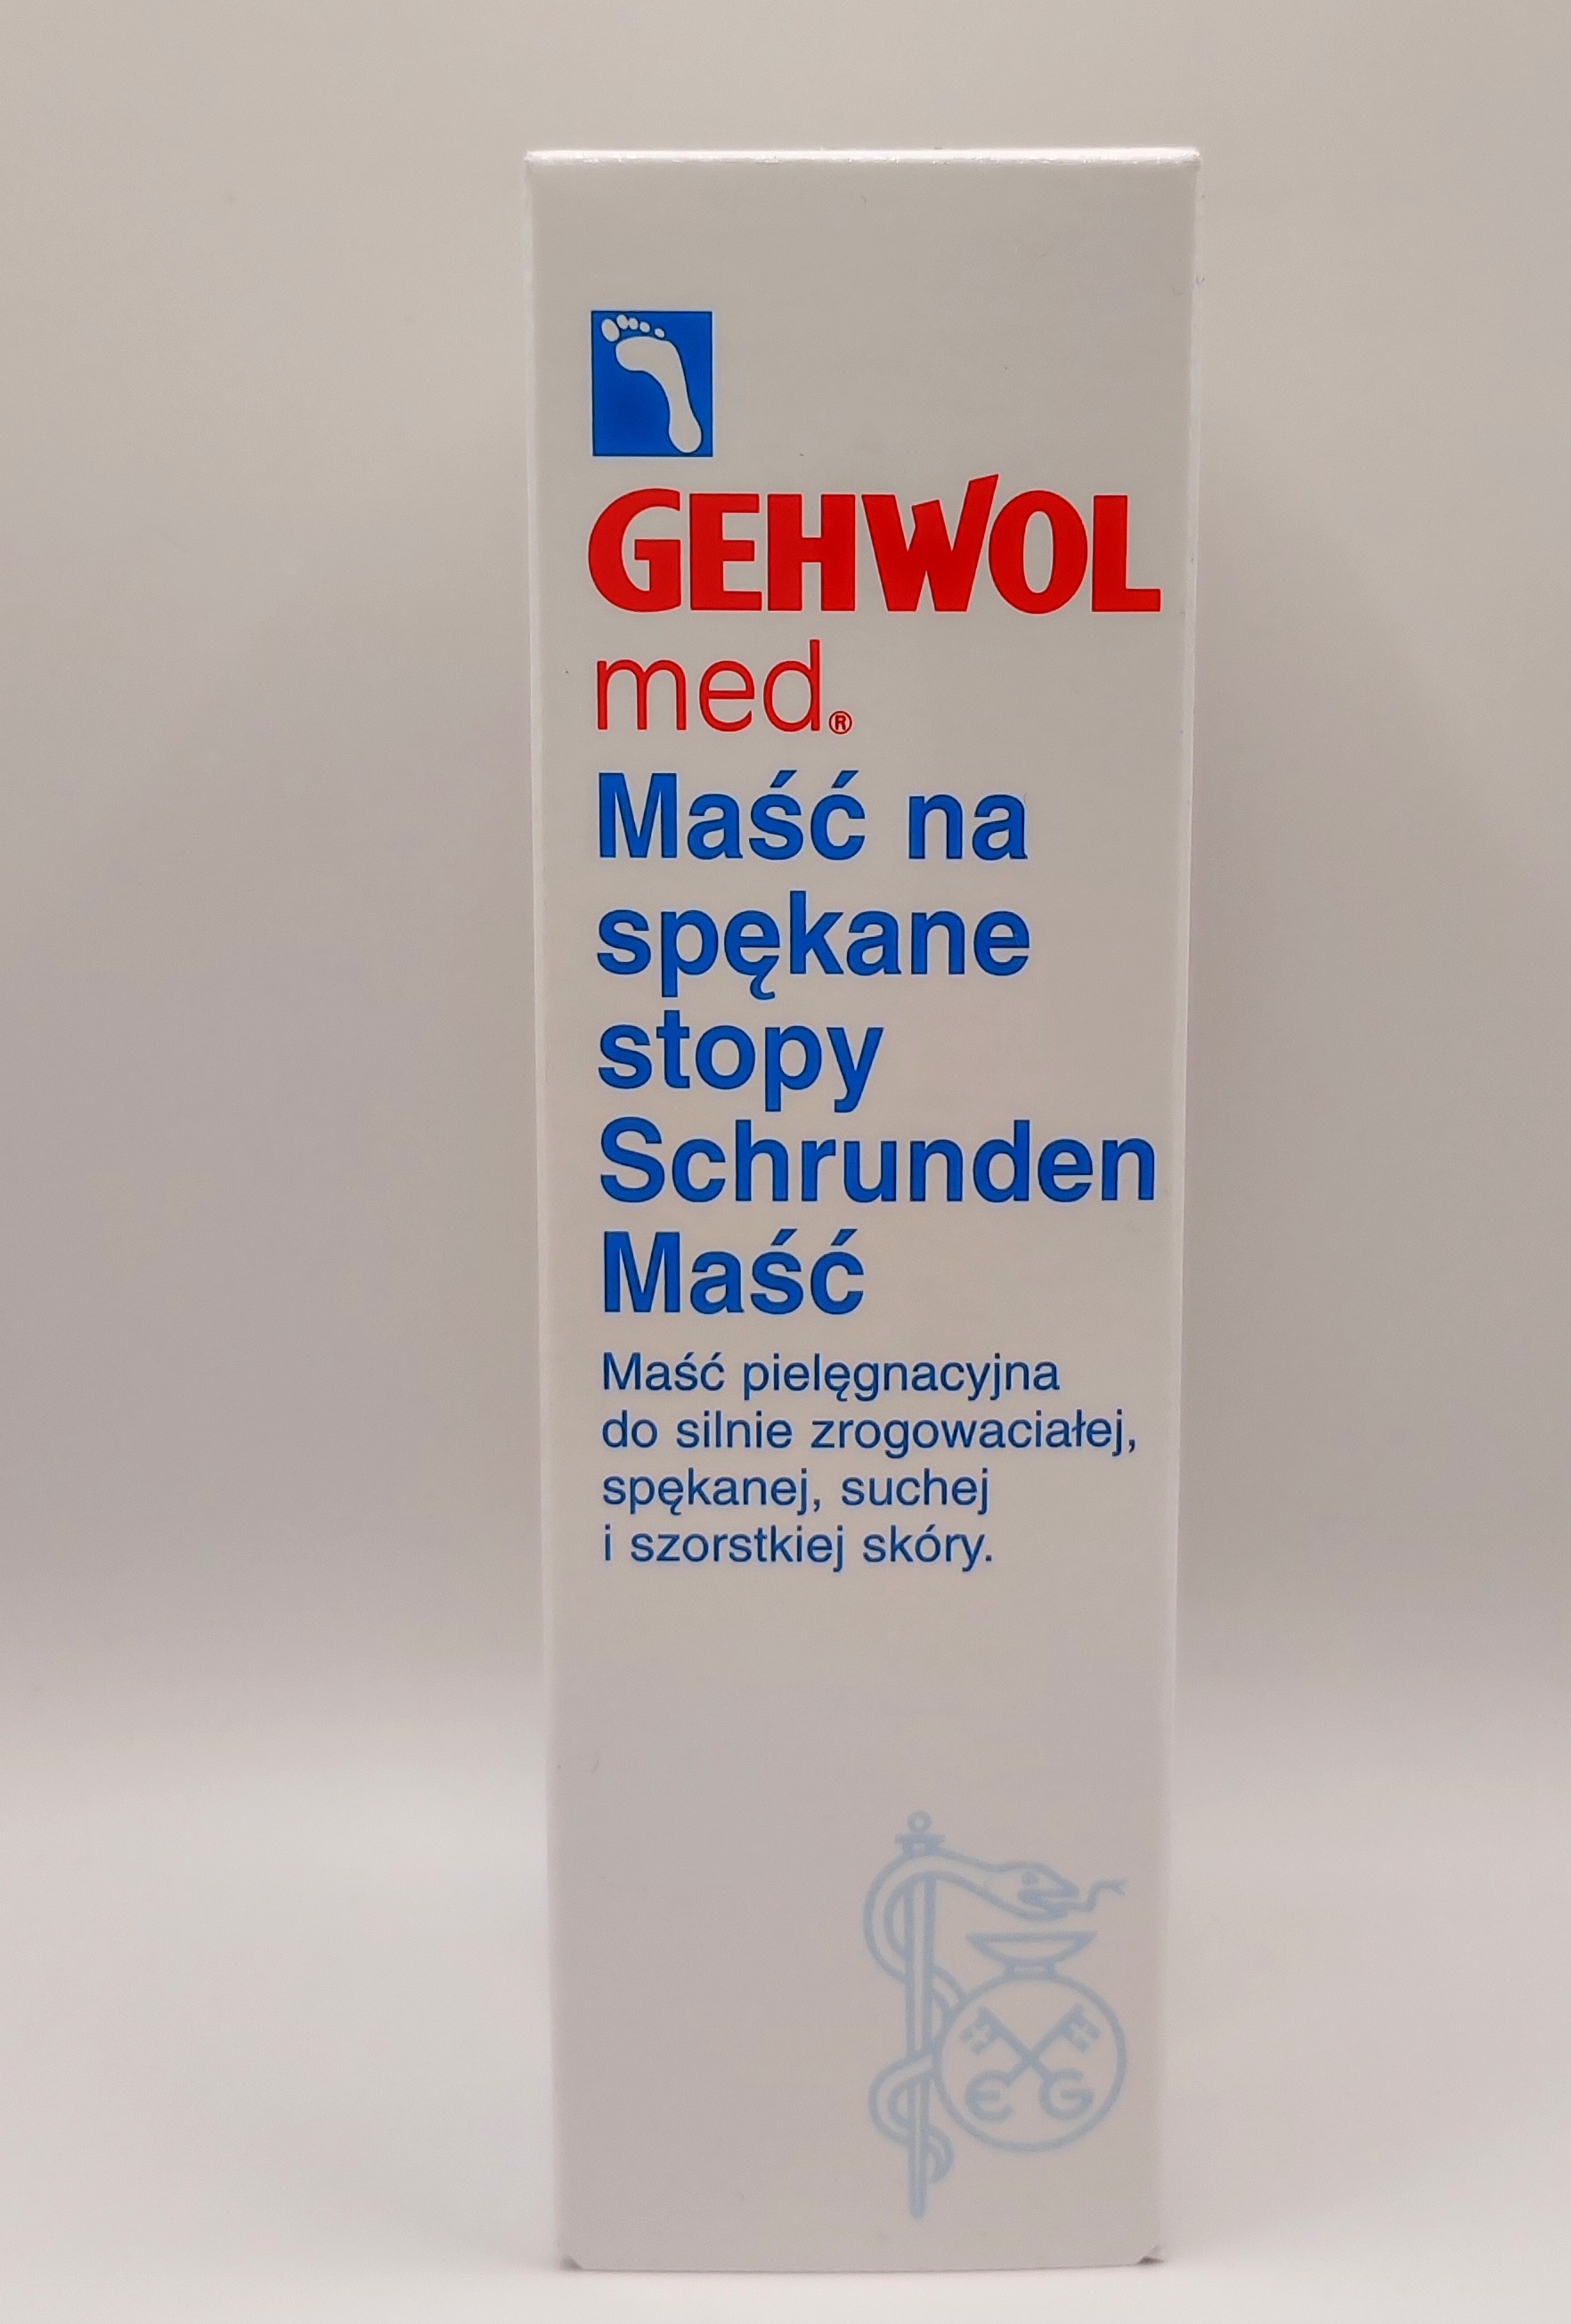 GEHWOL
med.®
Maść na
spękane
stopy
Schrunden
Maść
Maść pielęgnacyjna
do silnie zrogowaciałej,
spękanej, suchej
i szorstkiej skóry.
E G